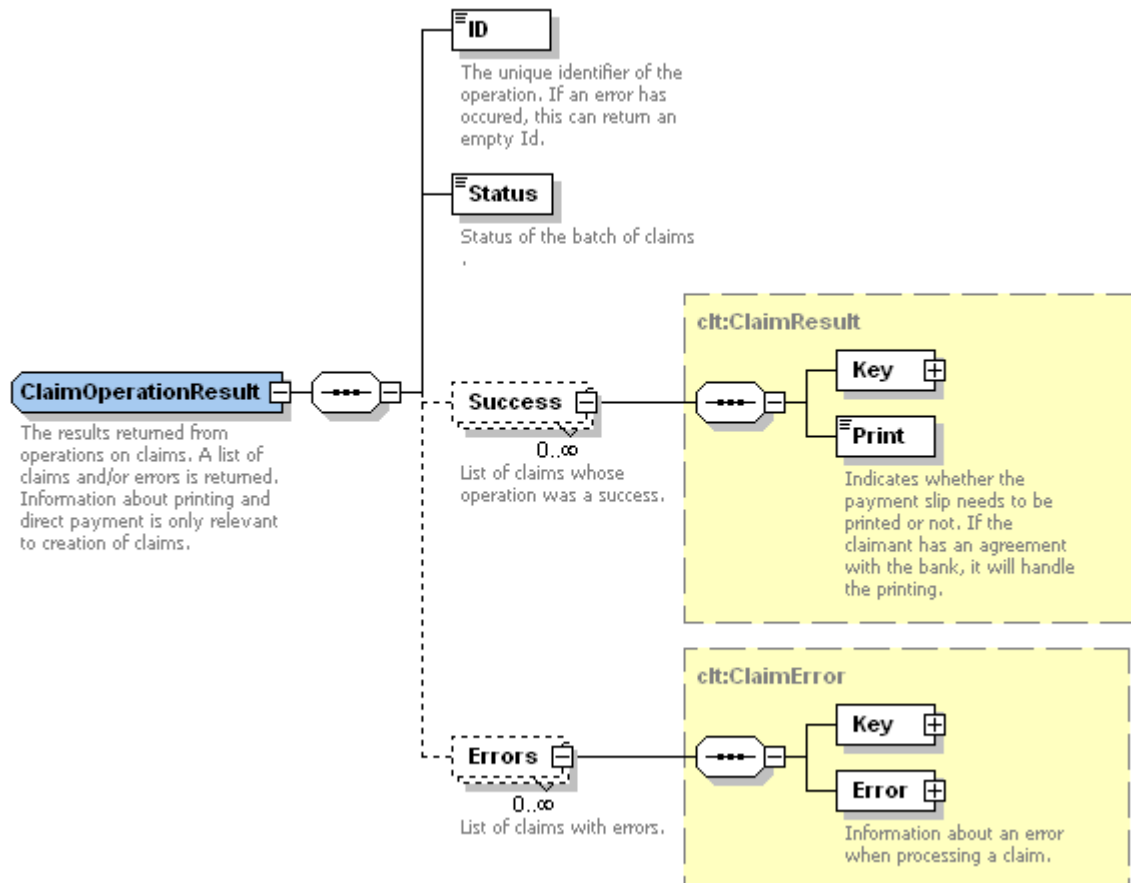 ID
The unique identifier of the
operation. If an error has
occured, this can return an
empty Id.
Status
Status of the batch of claims
.
ClaimOperationResult
The results returned from
operations on claims. A list of
claims and/or errors is returned.
Information about printing and
direct payment is only relevant
to creation of claims.
Success
0..∞
List of claims whose
operation was a success.
clt:ClaimResult
Key
Print
Indicates whether the
payment slip needs to be
printed or not. If the
claimant has an agreement
with the bank, it will handle
the printing.
Errors
0..∞
List of claims with errors.
clt:ClaimError
Key
Error
Information about an error
when processing a claim.